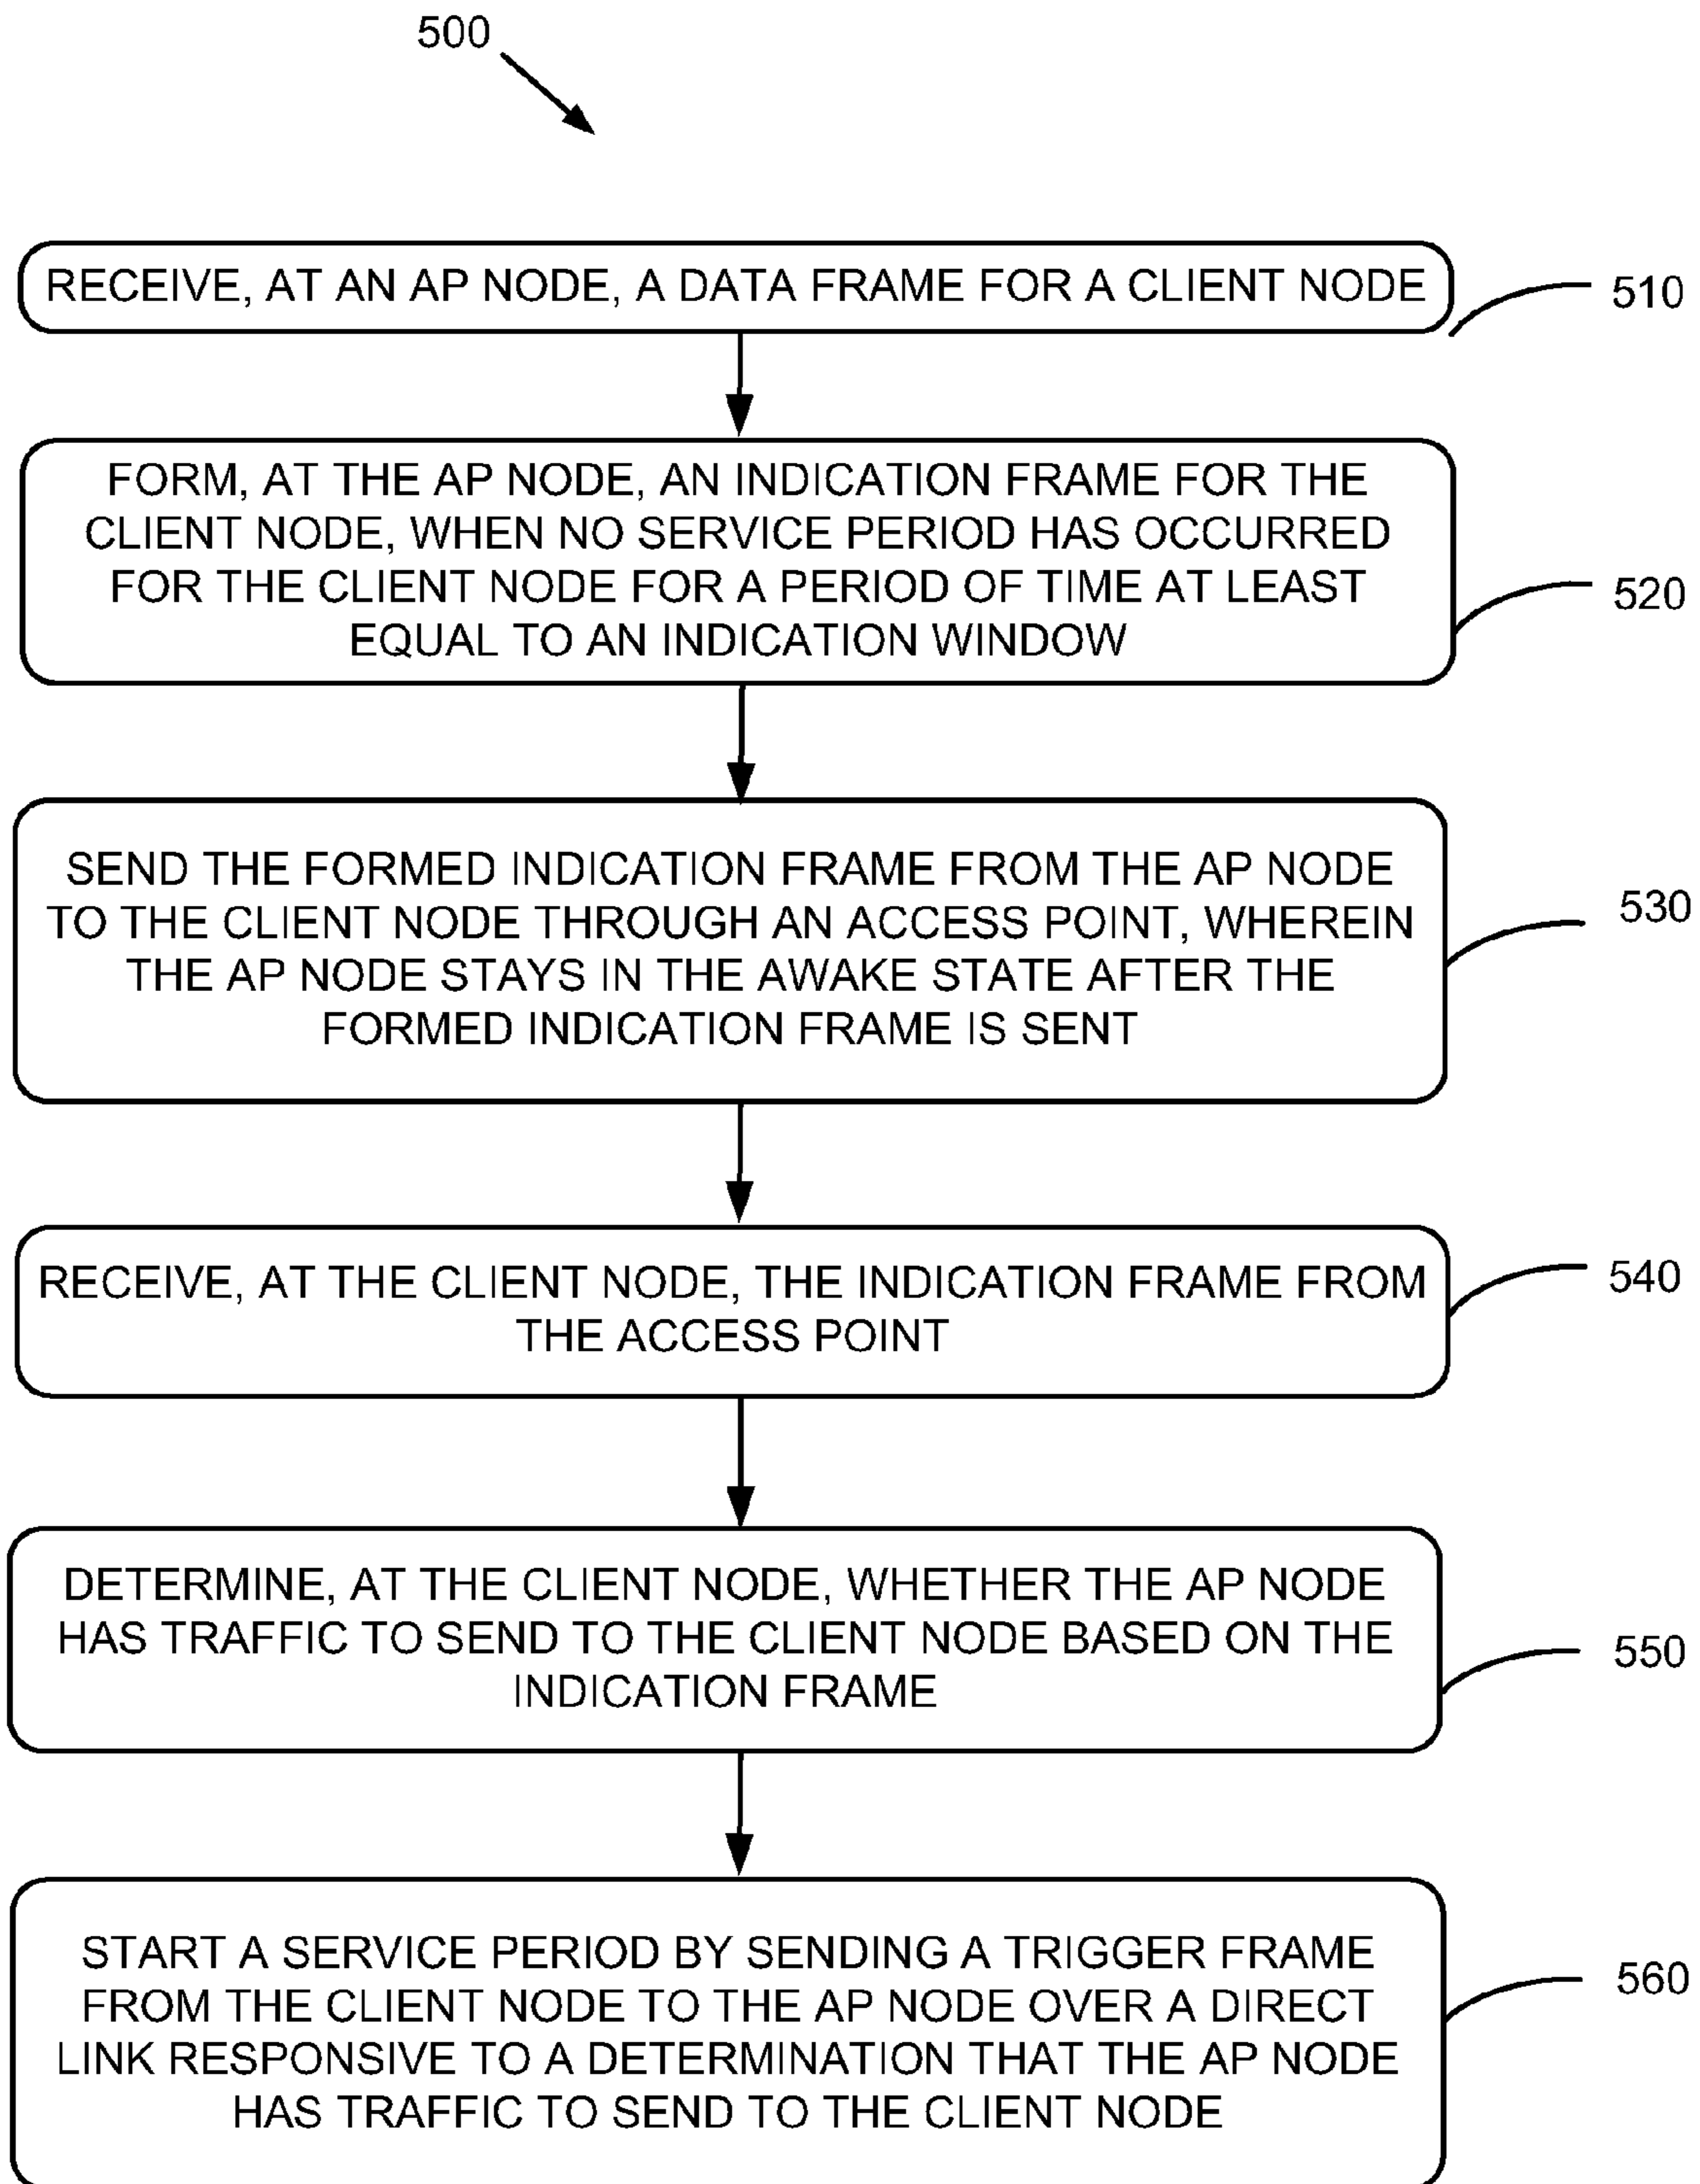 500
RECEIVE, AT AN AP NODE, A DATA FRAME FOR A CLIENT NODE
510
FORM, AT THE AP NODE, AN INDICATION FRAME FOR THE
CLIENT NODE, WHEN NO SERVICE PERIOD HAS OCCURRED
FOR THE CLIENT NODE FOR A PERIOD OF TIME AT LEAST
EQUAL TO AN INDICATION WINDOW
520
SEND THE FORMED INDICATION FRAME FROM THE AP NODE
TO THE CLIENT NODE THROUGH AN ACCESS POINT, WHEREIN
THE AP NODE STAYS IN THE AWAKE STATE AFTER THE
FORMED INDICATION FRAME IS SENT
530
RECEIVE, AT THE CLIENT NODE, THE INDICATION FRAME FROM
THE ACCESS POINT
540
DETERMINE, AT THE CLIENT NODE, WHETHER THE AP NODE
HAS TRAFFIC TO SEND TO THE CLIENT NODE BASED ON THE
INDICATION FRAME
550
START A SERVICE PERIOD BY SENDING A TRIGGER FRAME
FROM THE CLIENT NODE TO THE AP NODE OVER A DIRECT
LINK RESPONSIVE TO A DETERMINATION THAT THE AP NODE
HAS TRAFFIC TO SEND TO THE CLIENT NODE
560